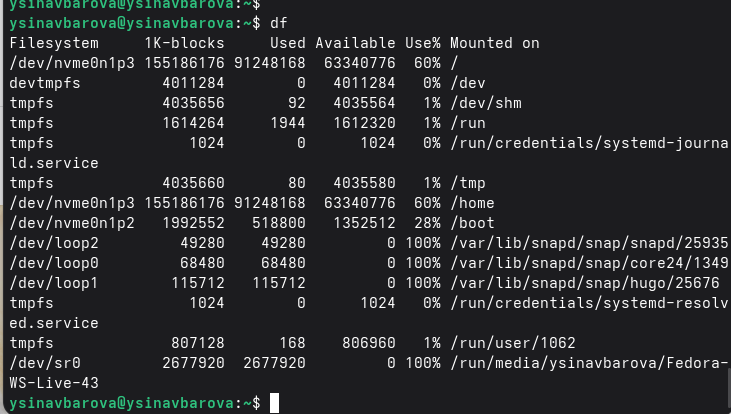 ysinavbarova@ysinavbarova:~$
ysinavbarova@ysinavbarova:~$ df
Filesystem     1K-blocks     Used Available Use% Mounted on
/dev/nvme0n1p3 155186176 91248168  63340776  60% /
devtmpfs         4011284        0   4011284   0% /dev
tmpfs            4035656       92   4035564   1% /dev/shm
tmpfs            1614264     1944   1612320   1% /run
tmpfs               1024        0      1024   0% /run/credentials/systemd-journa
ld.service
tmpfs            4035660       80   4035580   1% /tmp
/dev/nvme0n1p3 155186176 91248168  63340776  60% /home
/dev/nvme0n1p2   1992552   518800   1352512  28% /boot
/dev/loop2         49280    49280         0 100% /var/lib/snapd/snap/snapd/25935
/dev/loop0         68480    68480         0 100% /var/lib/snapd/snap/core24/1349
/dev/loop1        115712   115712         0 100% /var/lib/snapd/snap/hugo/25676
tmpfs               1024        0      1024   0% /run/credentials/systemd-resolv
ed.service
tmpfs             807128      168    806960   1% /run/user/1062
/dev/sr0         2677920  2677920         0 100% /run/media/ysinavbarova/Fedora-
WS-Live-43
ysinavbarova@ysinavbarova:~$